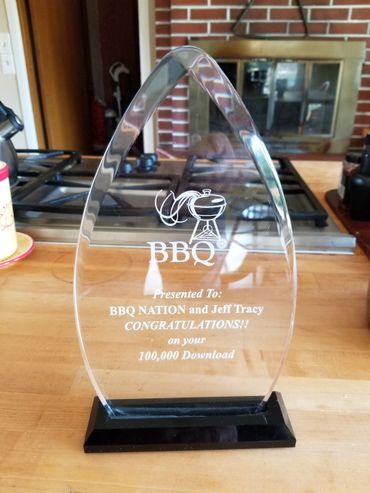 BBQ
Presented To:
BBQ NATION and Jeff Tracy
CONGRATULATIONS!!
on your
100,000 Download